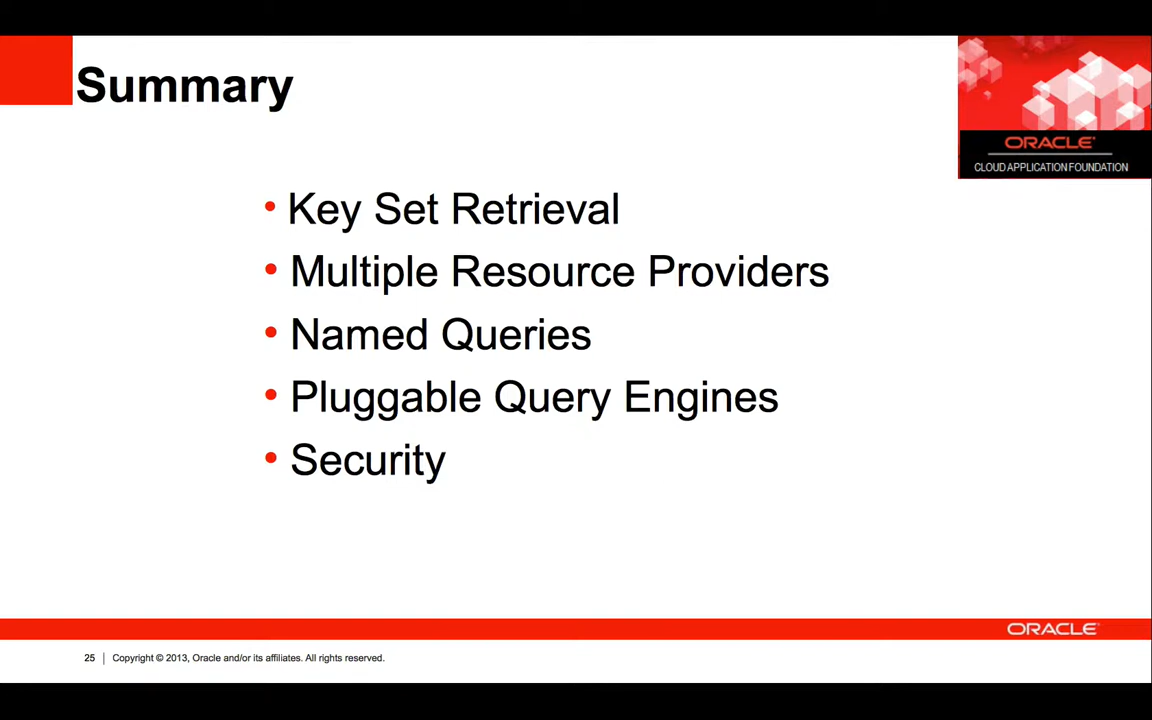 Summary
ORACLE
CLOUD APPLICATION FOUNDATION
• Key Set Retrieval
• Multiple Resource Providers
• Named Queries
• Pluggable Query Engines
• Security
ORACLE
25 | Copyright © 2013, Oracle and/or its affiliates. All rights reserved.